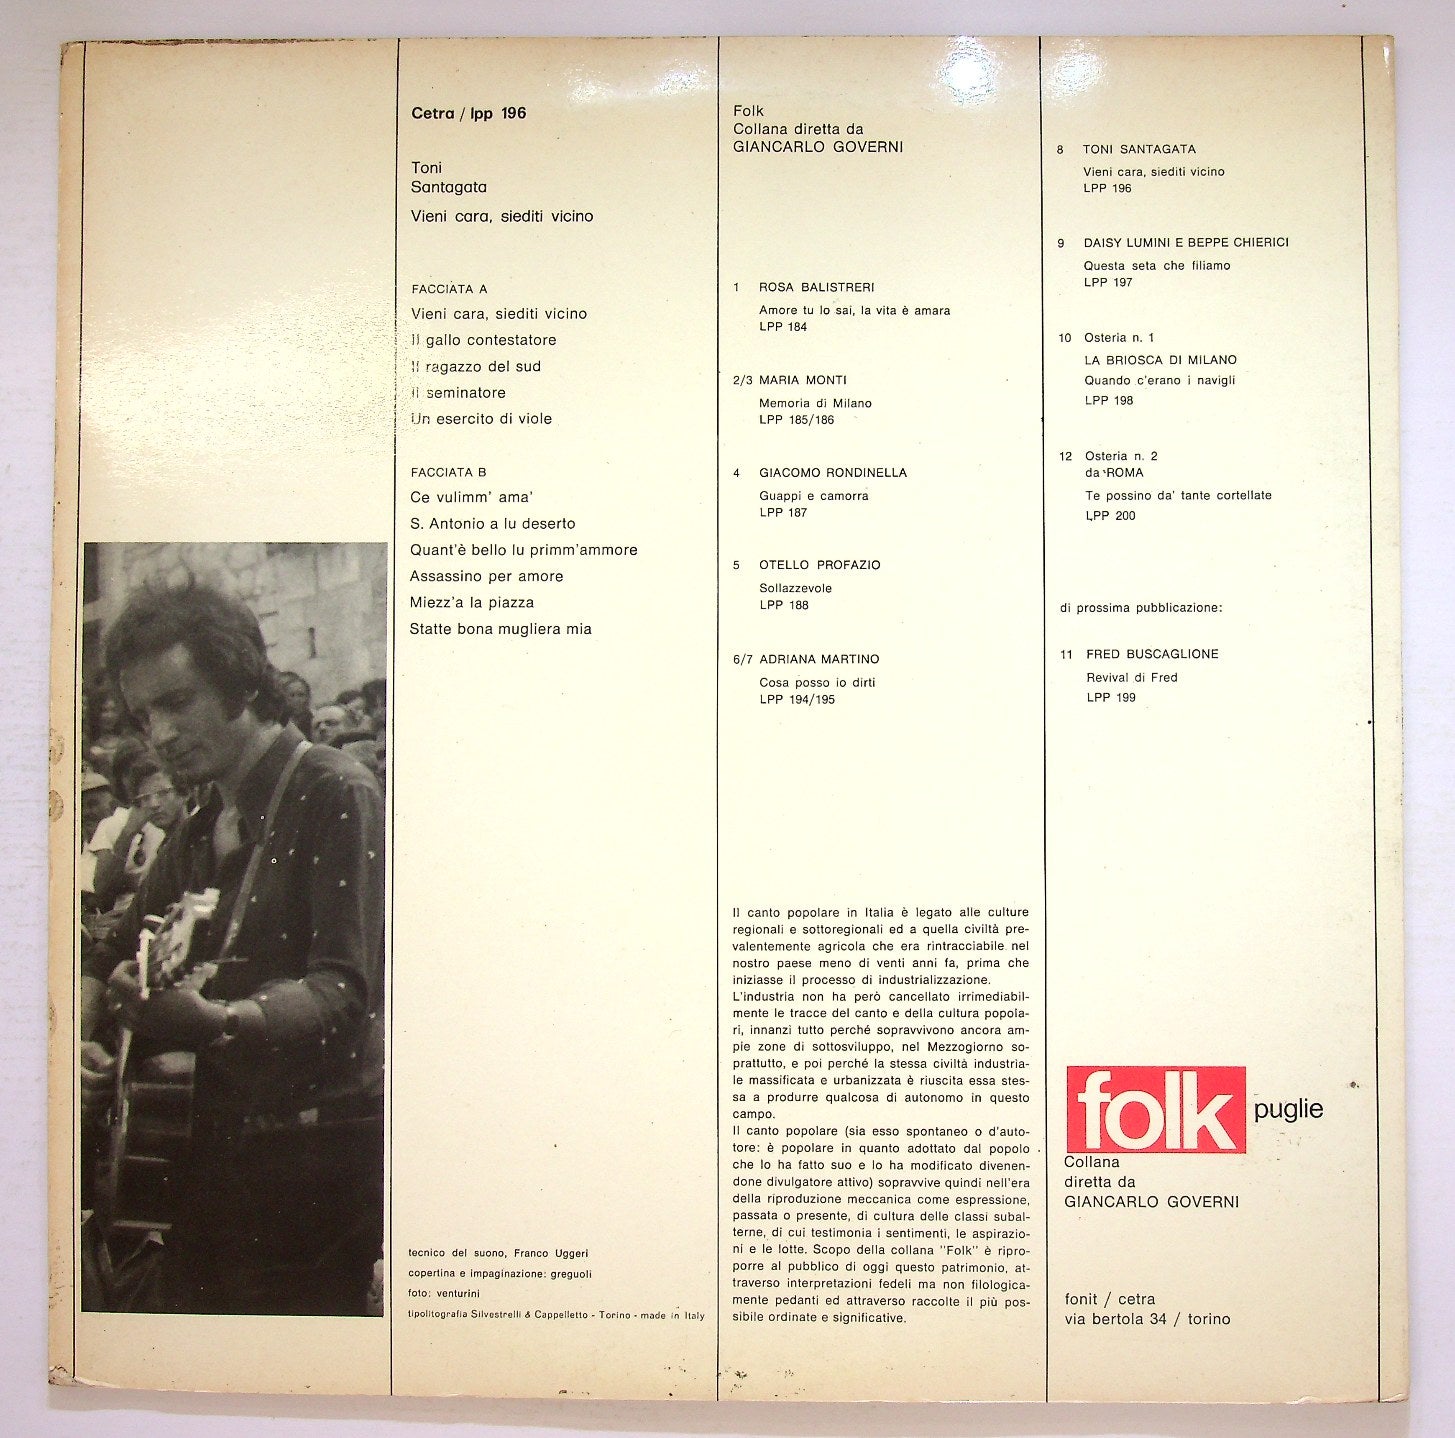 Cetra / lpp 196
Toni
Santagata
Vieni cara, siediti vicino
FACCIATA A
Vieni cara, siediti vicino
Il gallo contestatore
Il ragazzo del sud
Il seminatore
Un esercito di viole
FACCIATA B
Ce vulimm' ama'
S. Antonio a lu deserto
Quant'è bello lu primm'ammore
Assassino per amore
Miezz'a la piazza
Statte bona mugliera mia
tecnico del suono, Franco Uggeri
copertina e impaginazione: greguoli
foto: venturini
tipolitografia Silvestrelli & Cappelletto - Torino - made in Italy
Folk
Collana diretta da
GIANCARLO GOVERNI
1 ROSA BALISTRERI
Amore tu lo sai, la vita è amara
LPP 184
2/3 MARIA MONTI
Memoria di Milano
LPP 185/186
4 GIACOMO RONDINELLA
Guappi e camorra
LPP 187
5 OTELLO PROFAZIO
Sollazzevole
LPP 188
6/7 ADRIANA MARTINO
Cosa posso io dirti
LPP 194/195
Il canto popolare in Italia è legato alle culture
regionali e sottoregionali ed a quella civiltà pre-
valentemente agricola che era rintracciabile nel
nostro paese meno di venti anni fa, prima che
iniziasse il processo di industrializzazione.
L'industria non ha però cancellato irrimediabil-
mente le tracce del canto e della cultura popola-
ri, innanzi tutto perché sopravvivono ancora am-
pie zone di sottosviluppo, nel Mezzogiorno so-
prattutto, e poi perché la stessa civiltà industria-
le massificata e urbanizzata è riuscita essa stes-
sa a produrre qualcosa di autonomo in questo
campo.
Il canto popolare (sia esso spontaneo o d'auto-
tore: è popolare in quanto adottato dal popolo
che lo ha fatto suo e lo ha modificato divenen-
done divulgatore attivo) sopravvive quindi nell'era
della riproduzione meccanica come espressione,
passata o presente, di cultura delle classi subal-
terne, di cui testimonia i sentimenti, le aspirazio-
ni e le lotte. Scopo della collana "Folk" è ripro-
porre al pubblico di oggi questo patrimonio, at-
traverso interpretazioni fedeli ma non filologica-
mente pedanti ed attraverso raccolte il più pos-
sibile ordinate e significative.
8 TONI SANTAGATA
Vieni cara, siediti vicino
LPP 196
9 DAISY LUMINI E BEPPE CHIERICI
Questa seta che filiamo
LPP 197
10 Osteria n. 1
LA BRIOSCA DI MILANO
Quando c'erano i navigli
LPP 198
12 Osteria n. 2
da ROMA
Te possino da' tante cortellate
LPP 200
di prossima pubblicazione:
11 FRED BUSCAGLIONE
Revival di Fred
LPP 199
folk puglie
Collana
diretta da
GIANCARLO GOVERNI
fonit / cetra
via bertola 34 / torino